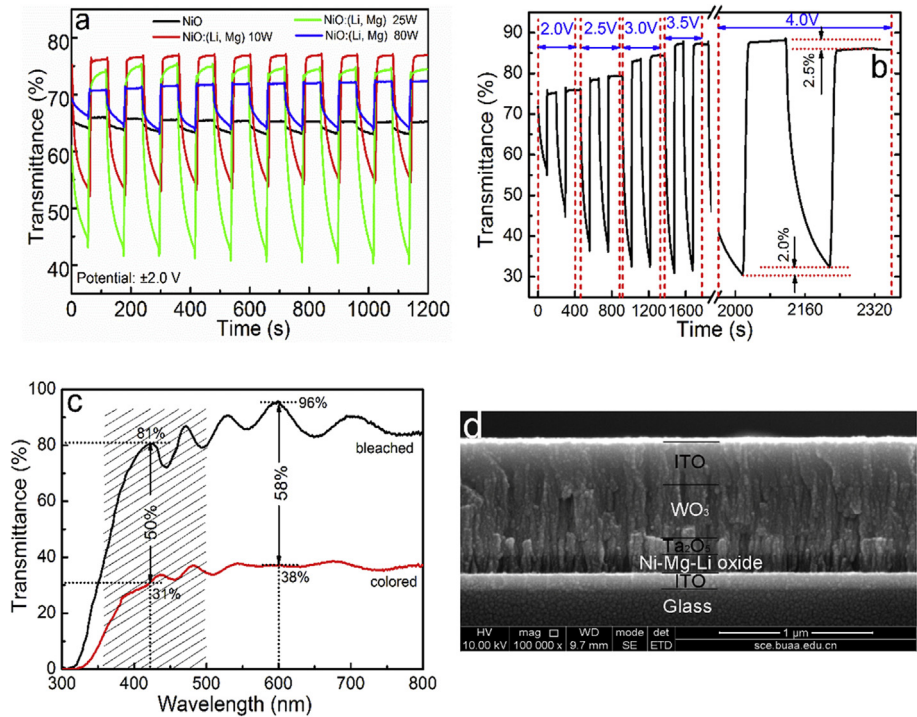 a
NiO
NiO:(Li, Mg) 25W
NiO:(Li, Mg) 10W
NiO:(Li, Mg) 80W
Transmittance (%)
90
80
70
60
50
40
Potential: ±2.0 V
0 200 400 600 800 1000 1200
Time (s)
b
2.0V
2.5V
3.0V
3.5V
4.0V
2.5%
2.0%
Transmittance (%)
90
80
70
60
50
40
30
0 400 800 1200 1600 2000 2160 2320
Time (s)
c
Transmittance (%)
100
80
60
40
20
0
81%
96%
bleached
50%
58%
31%
38%
colored
300 400 500 600 700 800
Wavelength (nm)
d
ITO
WO3
Ta2O5
Ni-Mg-Li oxide
ITO
Glass
HV mag WD mode det
10.00 kV 100 000 x 9.7 mm SE ETD
1 µm
sce.buaa.edu.cn